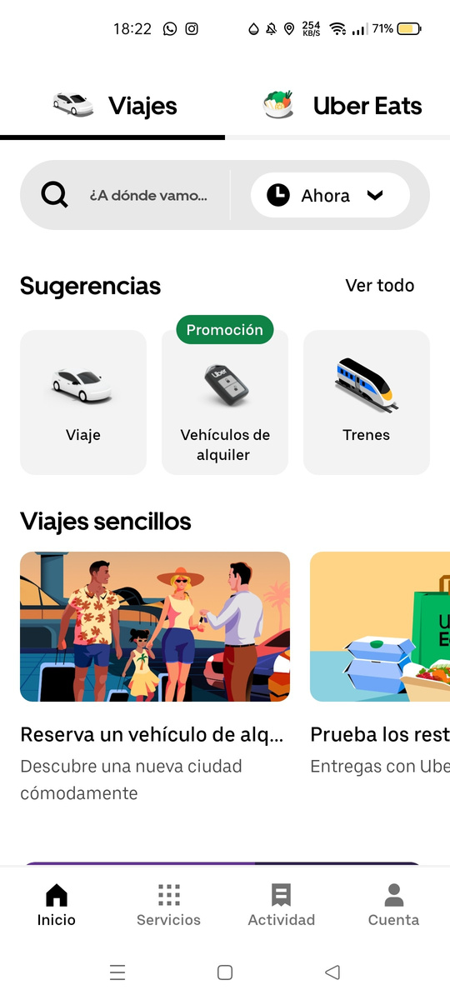 18:22
254 KB/S
71%
Viajes
Uber Eats
¿A dónde vamo...
Ahora
Sugerencias
Ver todo
Promoción
Uber
Viaje
Vehículos de
alquiler
Trenes
Viajes sencillos
Reserva un vehículo de alq...
Descubre una nueva ciudad
cómodamente
Prueba los rest
Entregas con Ube
Inicio
Servicios
Actividad
Cuenta